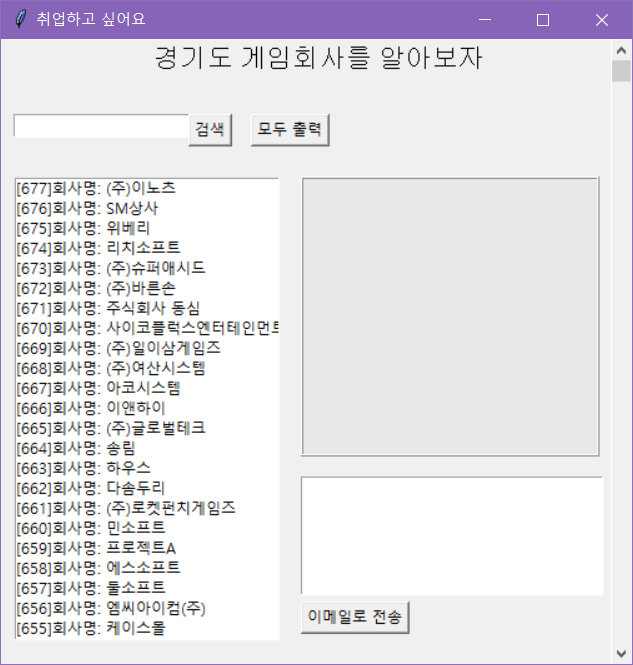 취업하고 싶어요
경기도 게임회사를 알아보자
검색 모두 출력
[677]회사명: (주)이노츠
[676]회사명: SM상사
[675]회사명: 위베리
[674]회사명: 리치소프트
[673]회사명: (주)슈퍼애시드
[672]회사명: (주)바른손
[671]회사명: 주식회사 동심
[670]회사명: 사이코플럭스엔터테인먼트
[669]회사명: (주)일이삼게임즈
[668]회사명: (주)여산시스템
[667]회사명: 아코시스템
[666]회사명: 이앤하이
[665]회사명: (주)글로벌테크
[664]회사명: 송림
[663]회사명: 하우스
[662]회사명: 다솜두리
[661]회사명: (주)로켓펀치게임즈
[660]회사명: 민소프트
[659]회사명: 프로젝트A
[658]회사명: 에스소프트
[657]회사명: 둘소프트
[656]회사명: 엠씨아이컴(주)
[655]회사명: 케이스몰
이메일로 전송